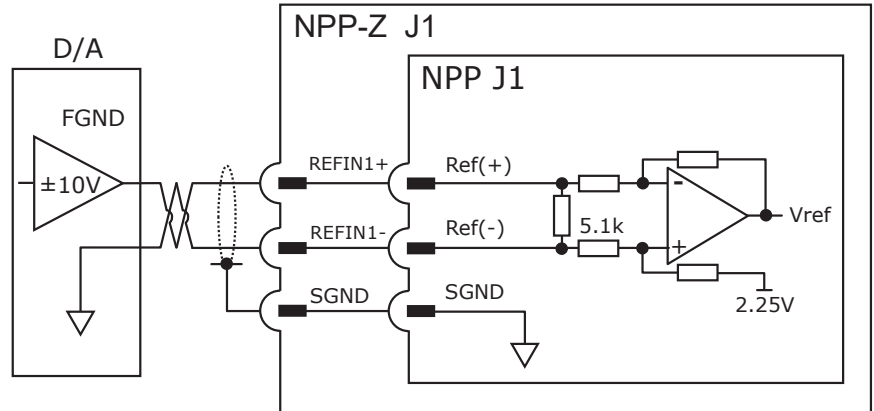 NPP-Z J1
D/A
NPP J1
FGND
±10V
REFIN1+
Ref(+)
-
5.1k
Vref
REFIN1-
Ref(-)
+
SGND
SGND
2.25V